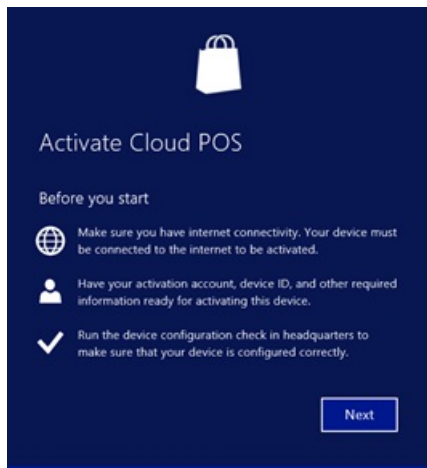 Activate Cloud POS
Before you start
Make sure you have internet connectivity. Your device must
be connected to the internet to be activated.
Have your activation account, device ID, and other required
information ready for activating this device.
Run the device configuration check in headquarters to
make sure that your device is configured correctly.
Next